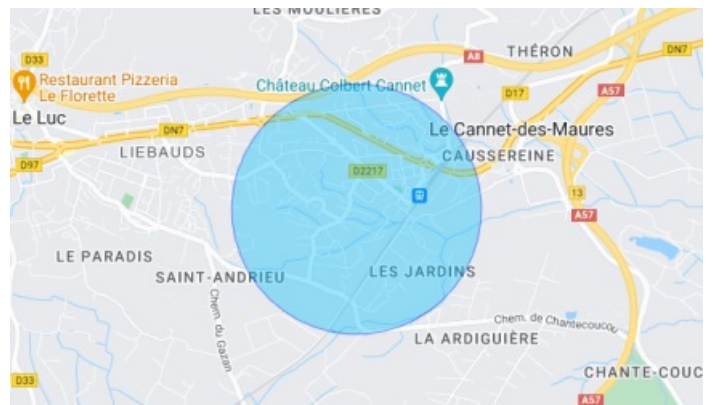 LES MOULIÈRES
D33
A8
THÉRON
DN7
Restaurant Pizzeria
Le Florette
Château Colbert Cannet
D17
A57
Le Luc
DN7
Le Cannet-des-Maures
LIEBAUDS
CAUSSEREINE
D97
D2217
13
A57
LE PARADIS
SAINT-ANDRIEU
LES JARDINS
Chem. du Gazan
Chem. de Chantecoucou
LA ARDIGUIÈRE
D33
CHANTE-COUC
A57